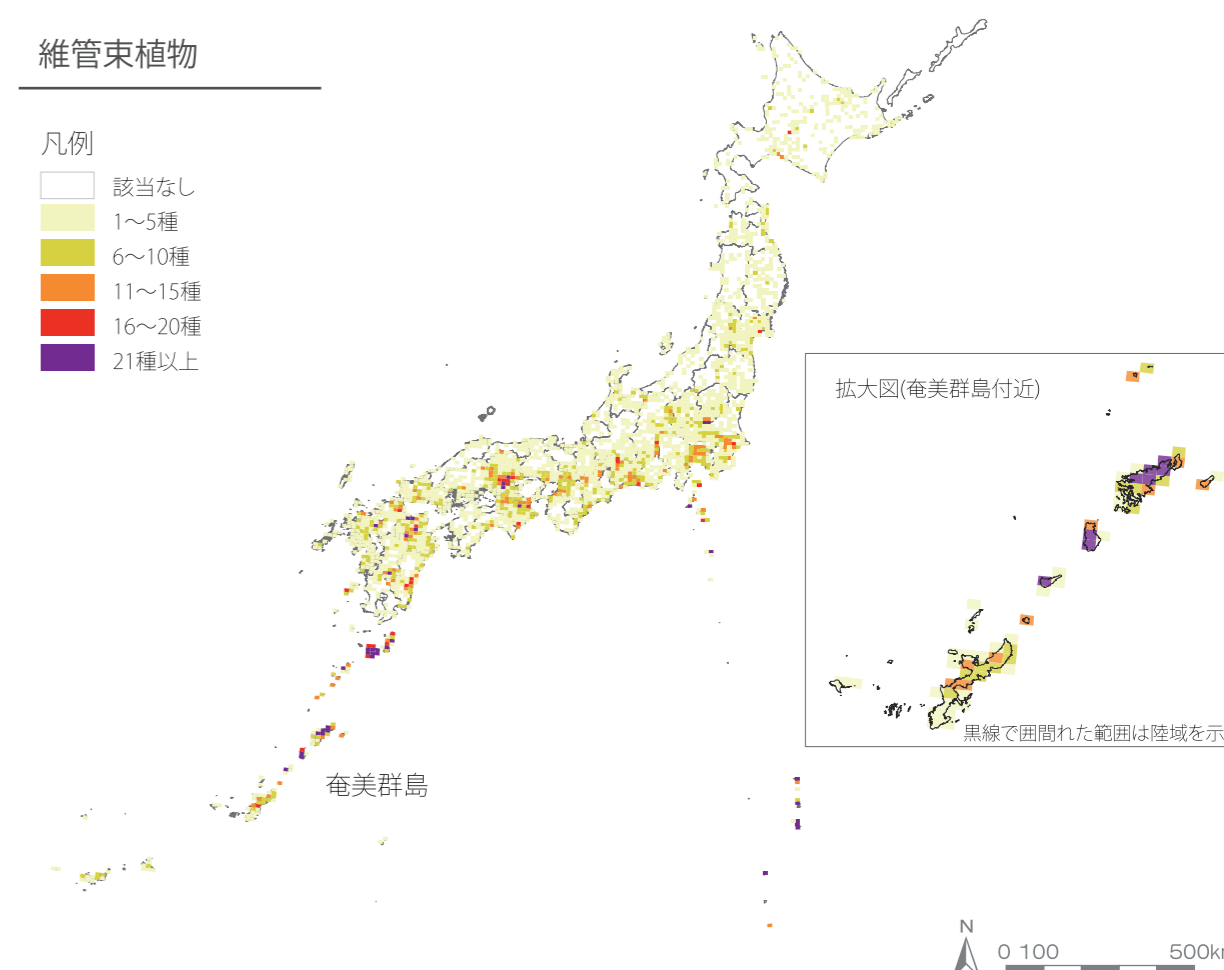 維管束植物
凡例
該当なし
1～5種
6～10種
11～15種
16～20種
21種以上
拡大図(奄美群島付近)
黒線で囲間れた範囲は陸域を示
奄美群島
N
0 100 500km